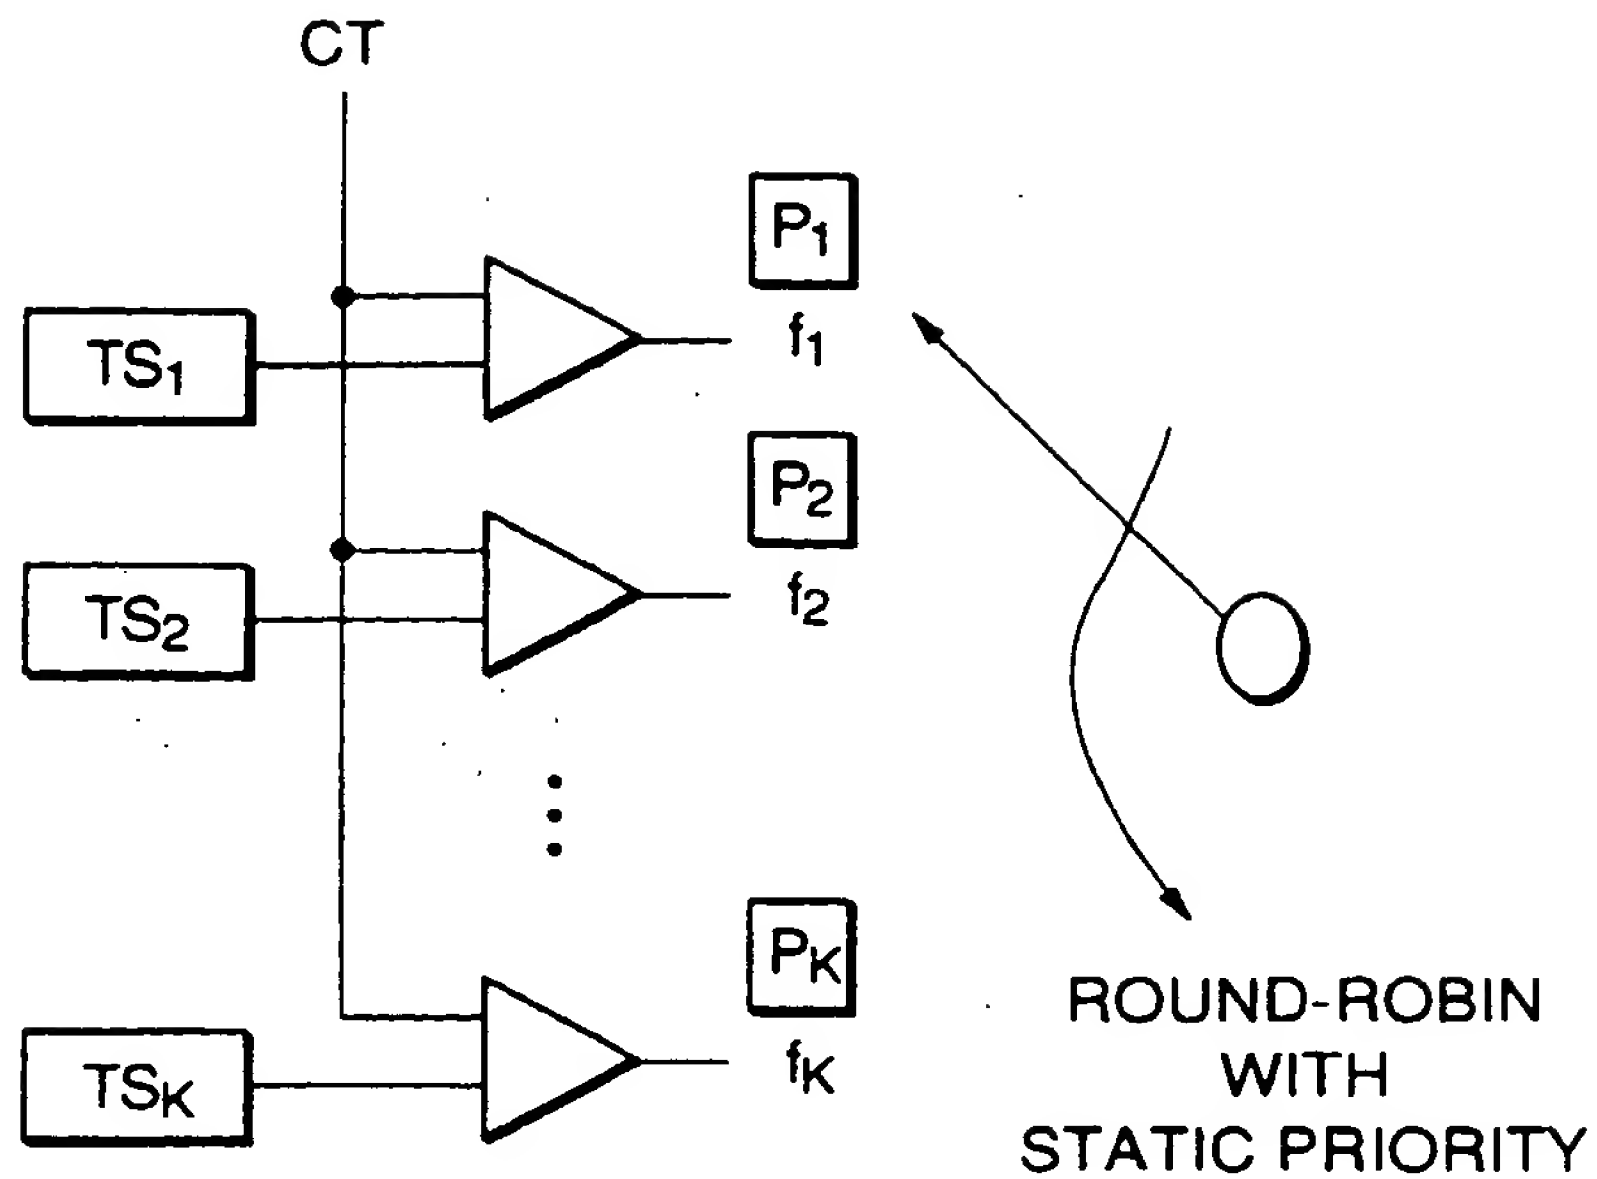 CT
P1
TS1
f1
P2
TS2
f2
PK
TSK
fK
ROUND-ROBIN
WITH
STATIC PRIORITY